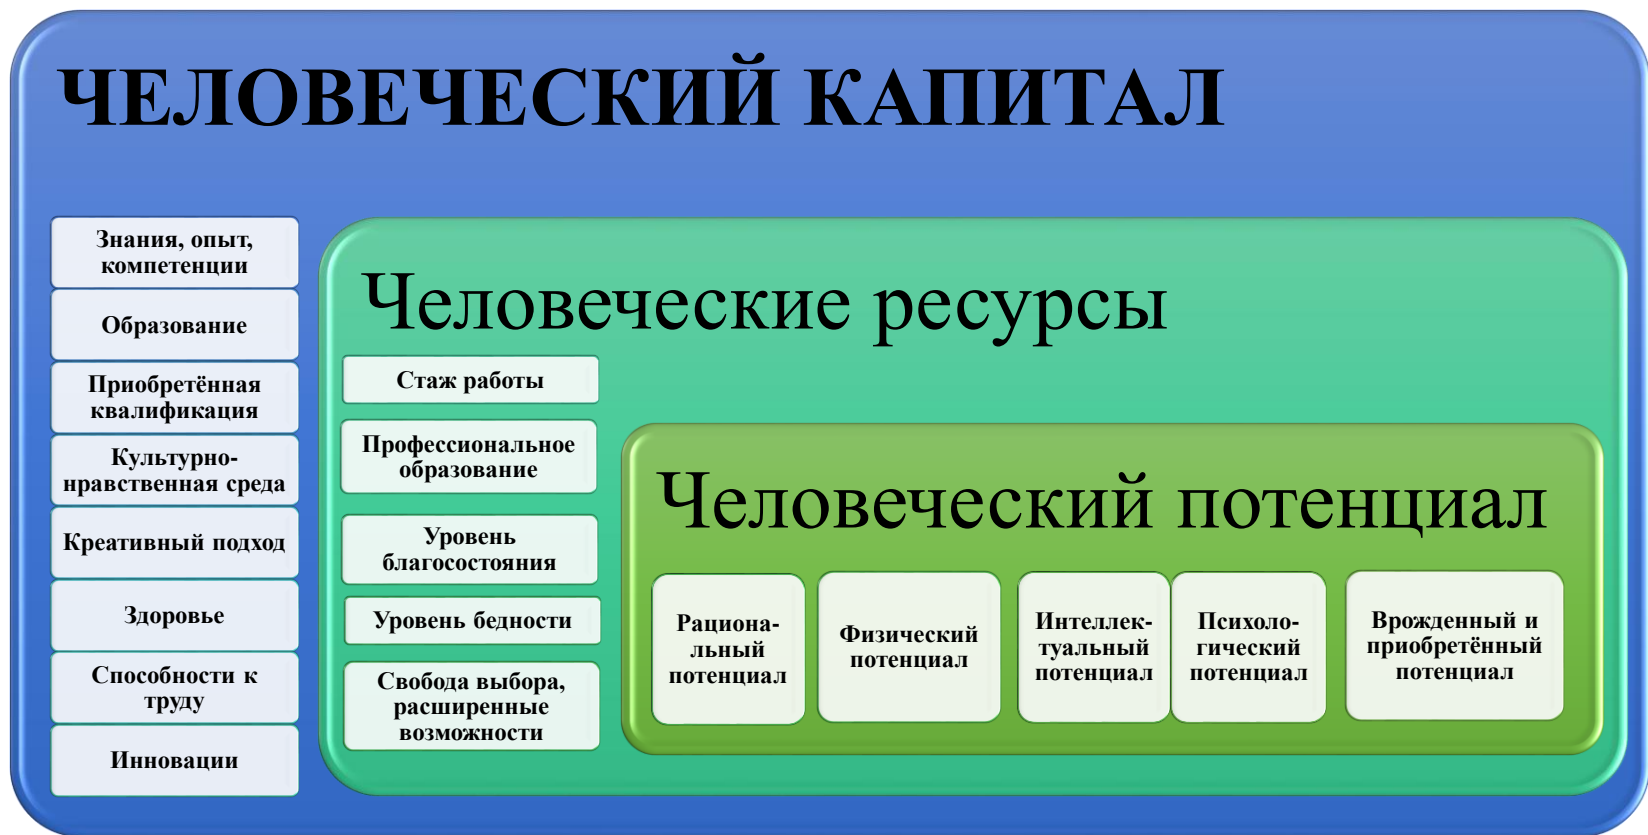 ЧЕЛОВЕЧЕСКИЙ КАПИТАЛ
Знания, опыт,
компетенции
Образование
Приобретённая
квалификация
Культурно-
нравственная среда
Креативный подход
Здоровье
Способности к
труду
Инновации
Человеческие ресурсы
Стаж работы
Профессиональное
образование
Уровень
благосостояния
Уровень бедности
Свобода выбора,
расширенные
возможности
Человеческий потенциал
Рациона-
льный
потенциал
Физический
потенциал
Интеллек-
туальный
потенциал
Психоло-
гический
потенциал
Врожденный и
приобретённый
потенциал